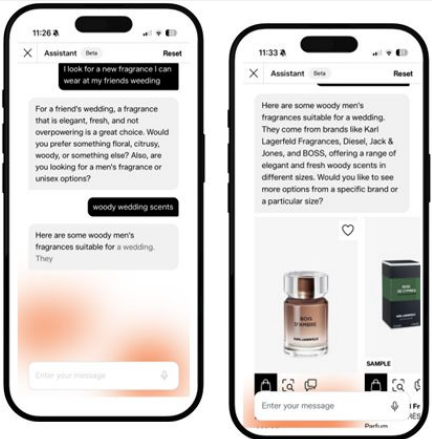 11:26
Assistant
Beta
Reset
I look for a new fragrance I can
wear at my friends weeding
For a friend's wedding, a fragrance
that is elegant, fresh, and not
overpowering is a great choice. Would
you prefer something floral, citrusy,
woody, or something else? Also, are
you looking for a men's fragrance or
unisex options?
woody wedding scents
Here are some woody men's
fragrances suitable for a wedding.
They
Enter your message
11:33
Assistant
Beta
Reset
Here are some woody men's
fragrances suitable for a wedding.
They come from brands like Karl
Lagerfeld Fragrances, Diesel, Jack &
Jones, and BOSS, offering a range of
elegant and fresh woody scents in
different sizes. Would you like to see
more options from a specific brand or
a particular size?
BOIS
D'AMBRE
KARL LAGERFELD
SAMPLE
Enter your message
Parfum